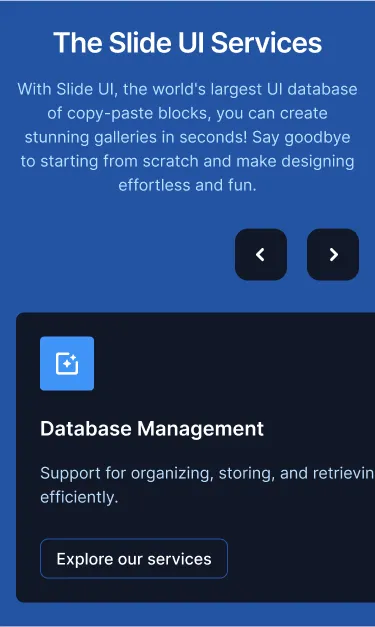 The Slide UI Services
With Slide UI, the world's largest UI database
of copy-paste blocks, you can create
stunning galleries in seconds! Say goodbye
to starting from scratch and make designing
effortless and fun.
Database Management
Support for organizing, storing, and retrievin
efficiently.
Explore our services